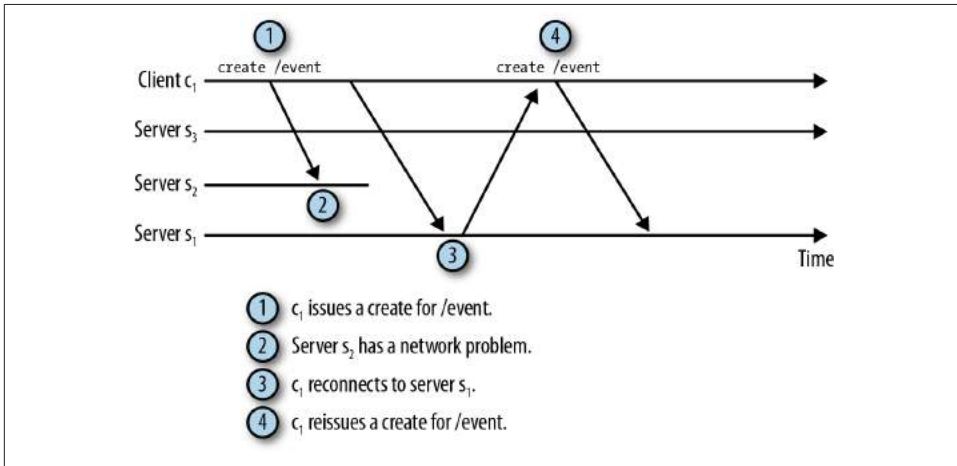 1
4
create /event
create /event
Client c₁
Server s₃
Server s₂
2
Server s₁
3
Time
1 c₁ issues a create for /event.
2 Server s₂ has a network problem.
3 c₁ reconnects to server s₁.
4 c₁ reissues a create for /event.